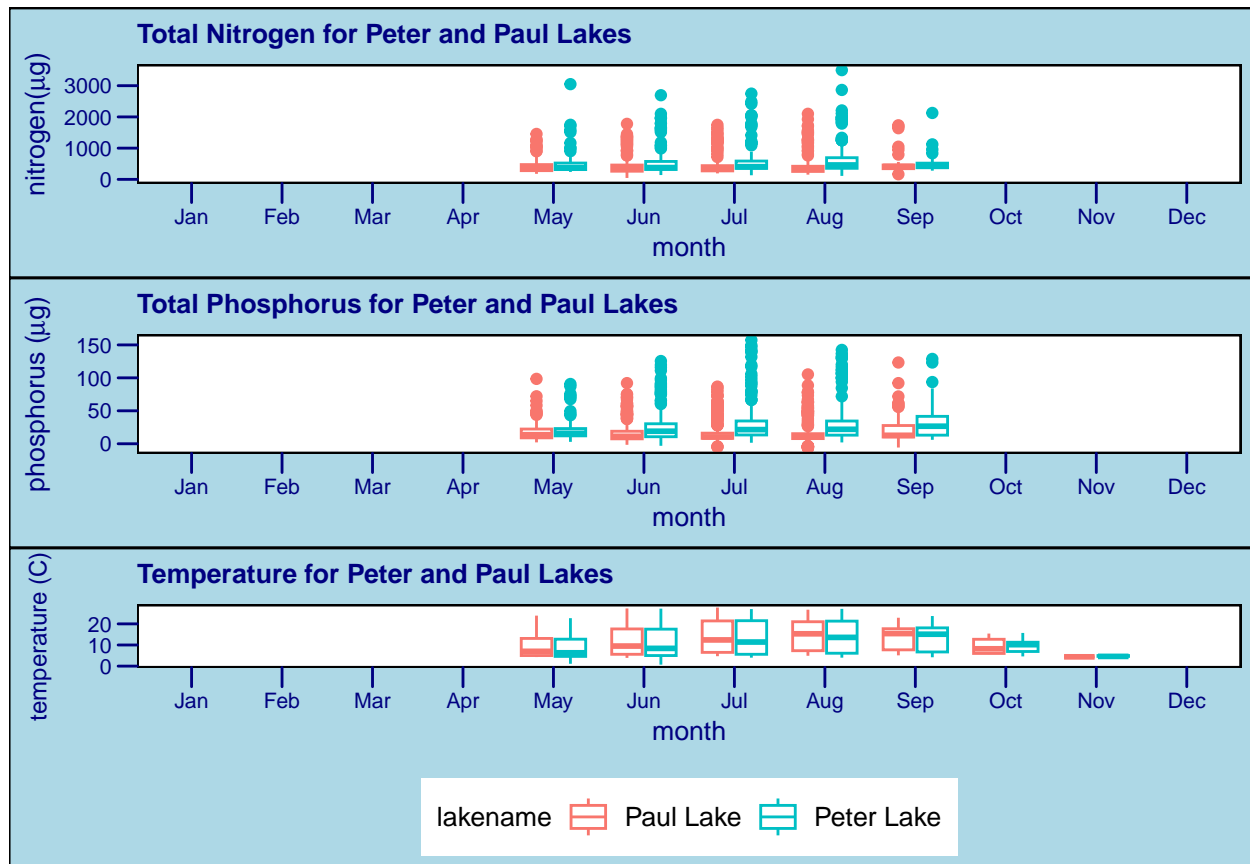 Total Nitrogen for Peter and Paul Lakes
nitrogen(µg)
3000
2000
1000
0
Jan Feb Mar Apr May Jun Jul Aug Sep Oct Nov Dec
month
Total Phosphorus for Peter and Paul Lakes
phosphorus (µg)
150
100
50
0
Jan Feb Mar Apr May Jun Jul Aug Sep Oct Nov Dec
month
Temperature for Peter and Paul Lakes
temperature (C)
20
10
0
Jan Feb Mar Apr May Jun Jul Aug Sep Oct Nov Dec
month
lakename Paul Lake Peter Lake